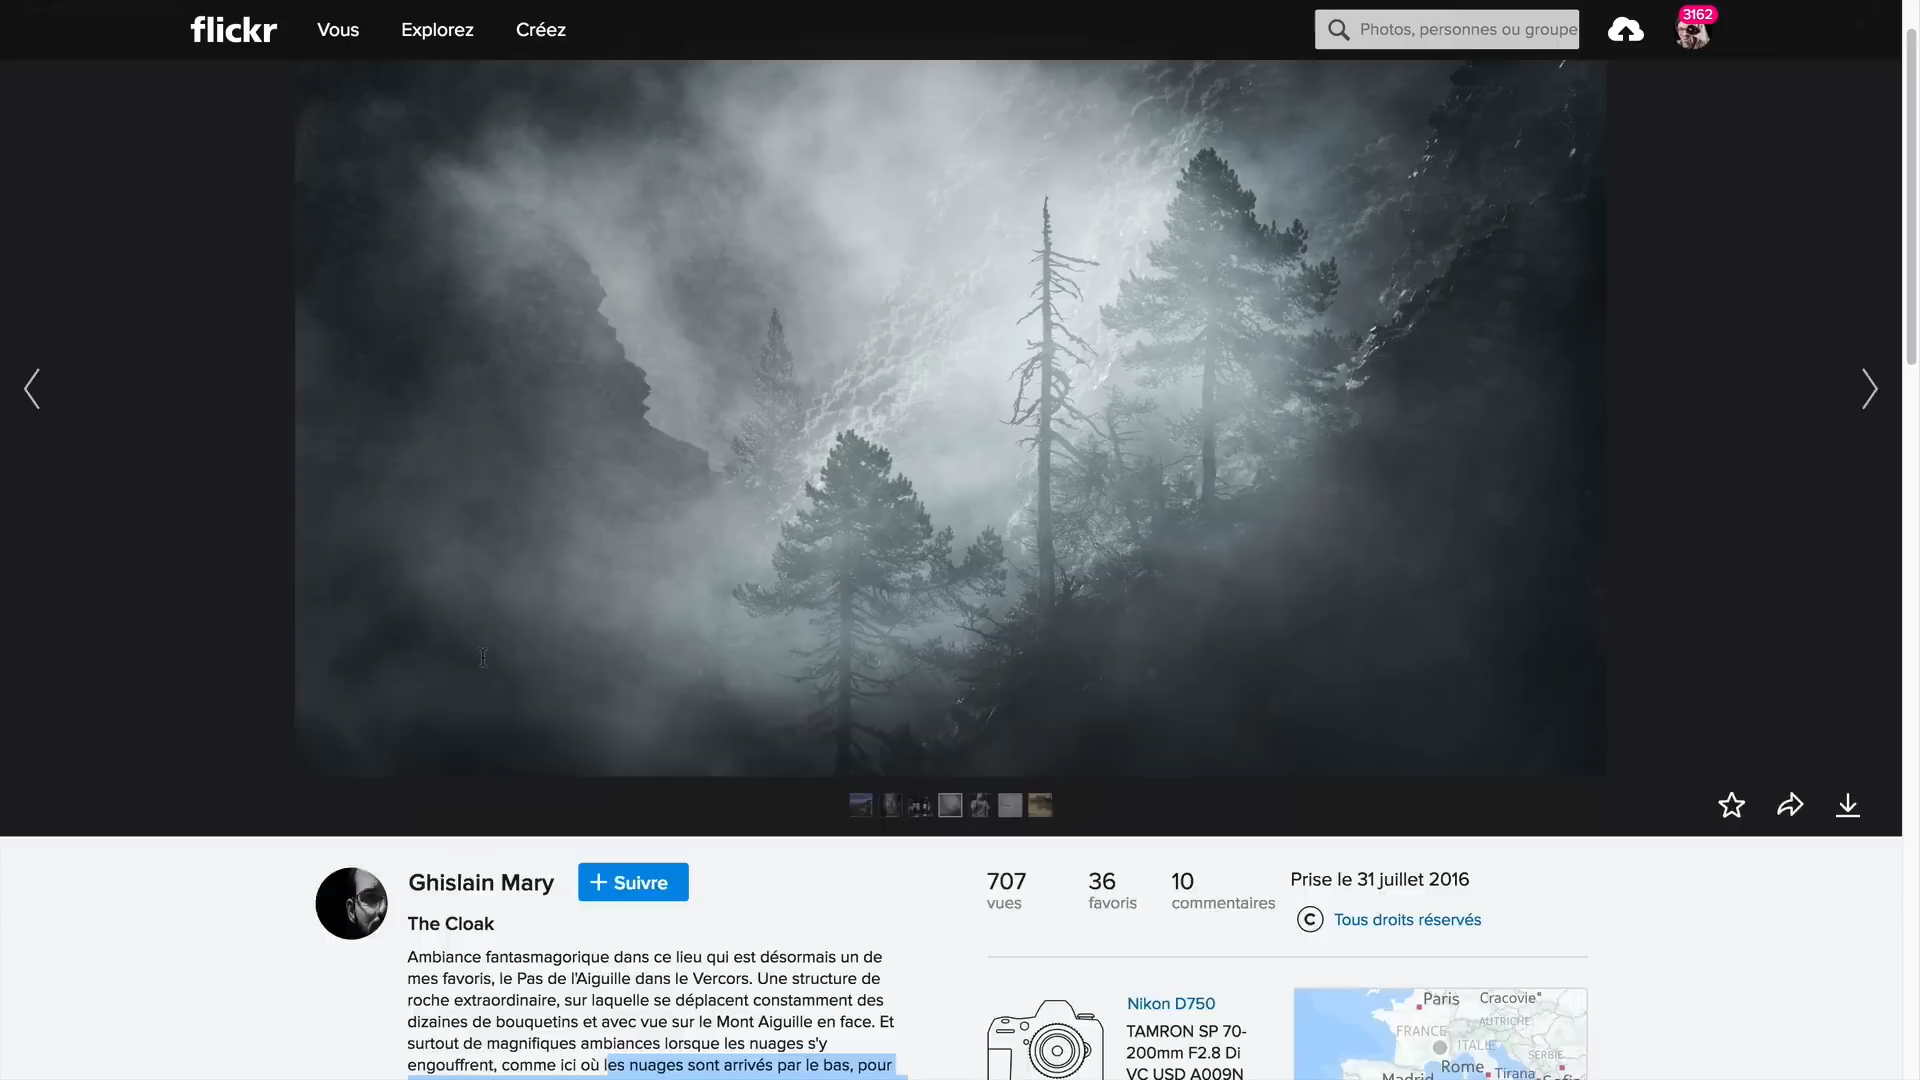 flickr
Vous
Explorez
Créez
Photos, personnes ou groupe
3162
Ghislain Mary
+ Suivre
The Cloak
Ambiance fantasmagorique dans ce lieu qui est désormais un de
mes favoris, le Pas de l'Aiguille dans le Vercors. Une structure de
roche extraordinaire, sur laquelle se déplacent constamment des
dizaines de bouquetins et avec vue sur le Mont Aiguille en face. Et
surtout de magnifiques ambiances lorsque les nuages s'y
engouffrent, comme ici où les nuages sont arrivés par le bas, pour
707
vues
36
favoris
10
commentaires
Prise le 31 juillet 2016
C Tous droits réservés
Nikon D750
TAMRON SP 70-
200mm F2.8 Di
VC USD A009N
Paris
Cracovie
FRANCE
AUTRICHE
ITALIE
SERBIE
Rome
Madrid
Tirana